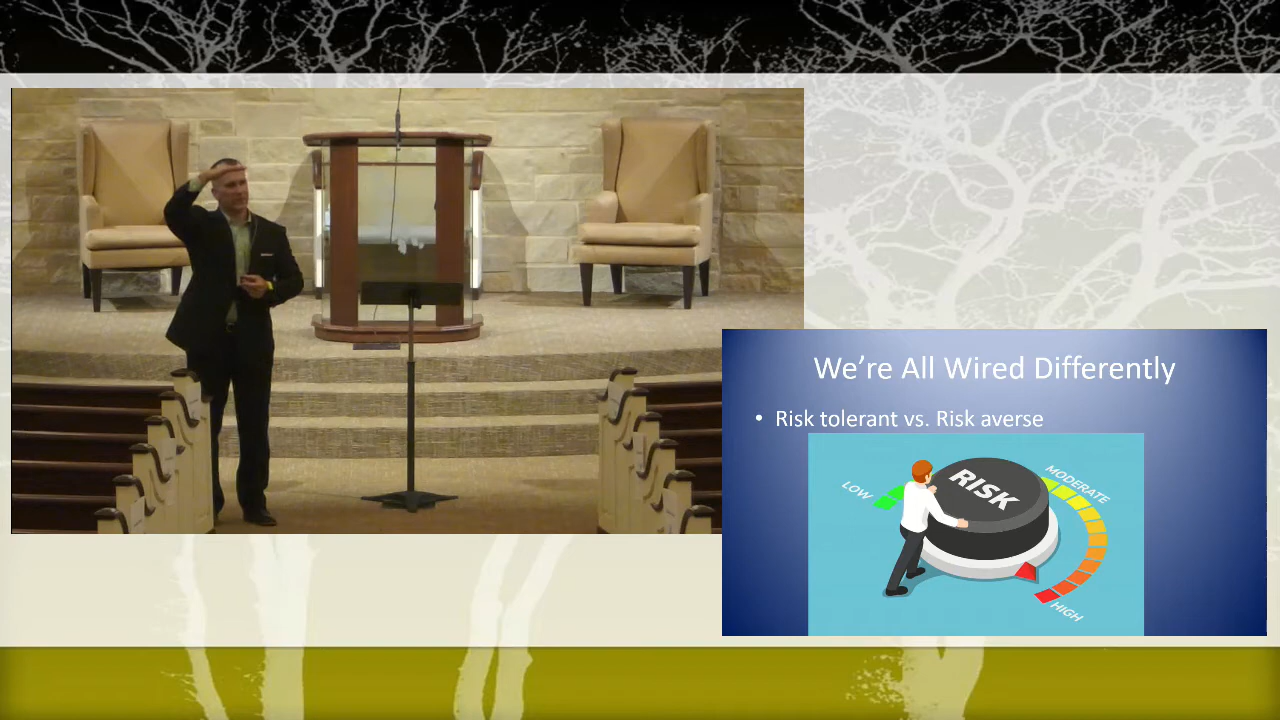 We’re All Wired Differently
• Risk tolerant vs. Risk averse
RISK
LOW
MODERATE
HIGH